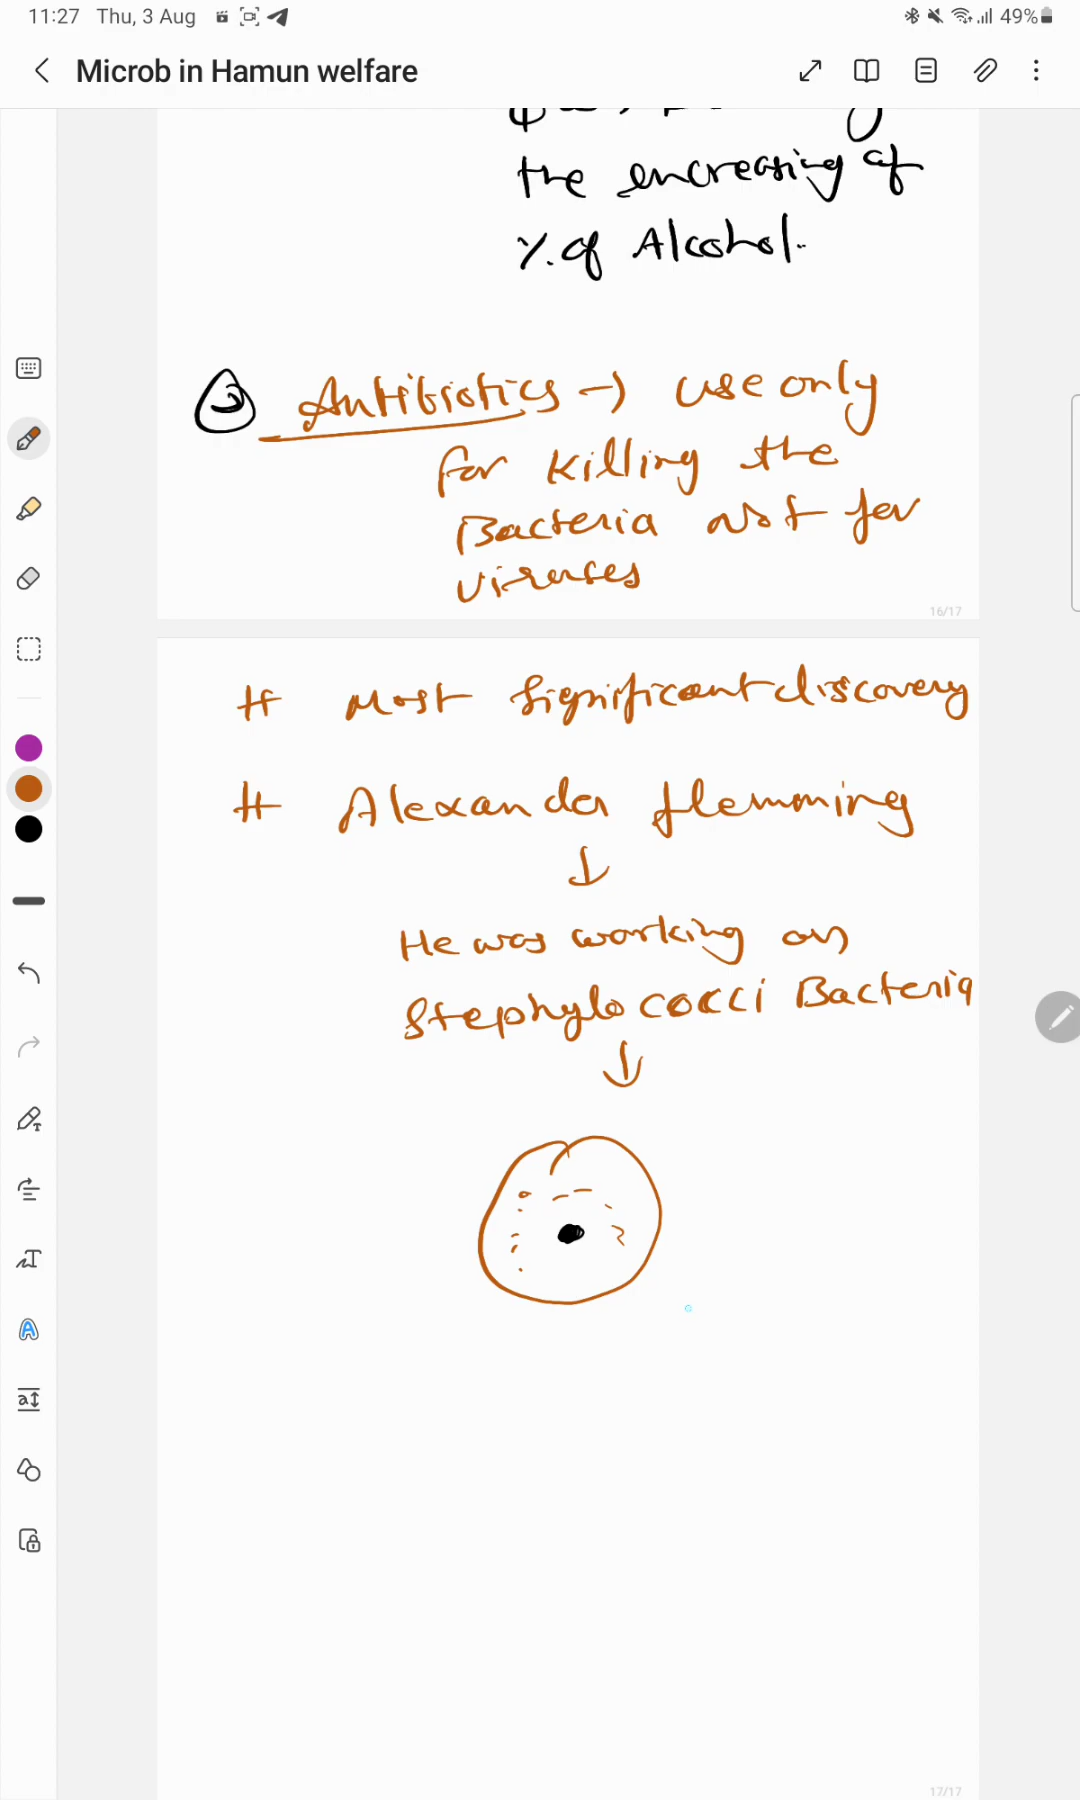 11:27 Thu, 3 Aug
49%
Microb in Hamun welfare
the encreasing of
% of Alcohol.
③ Antibiotics → use only
for killing the
Bacteria not for
viruses
16/17
# Most Significant discovery
# Alexander flemming
↓
He was working on
Stephylococci Bacteria
↓
17/17